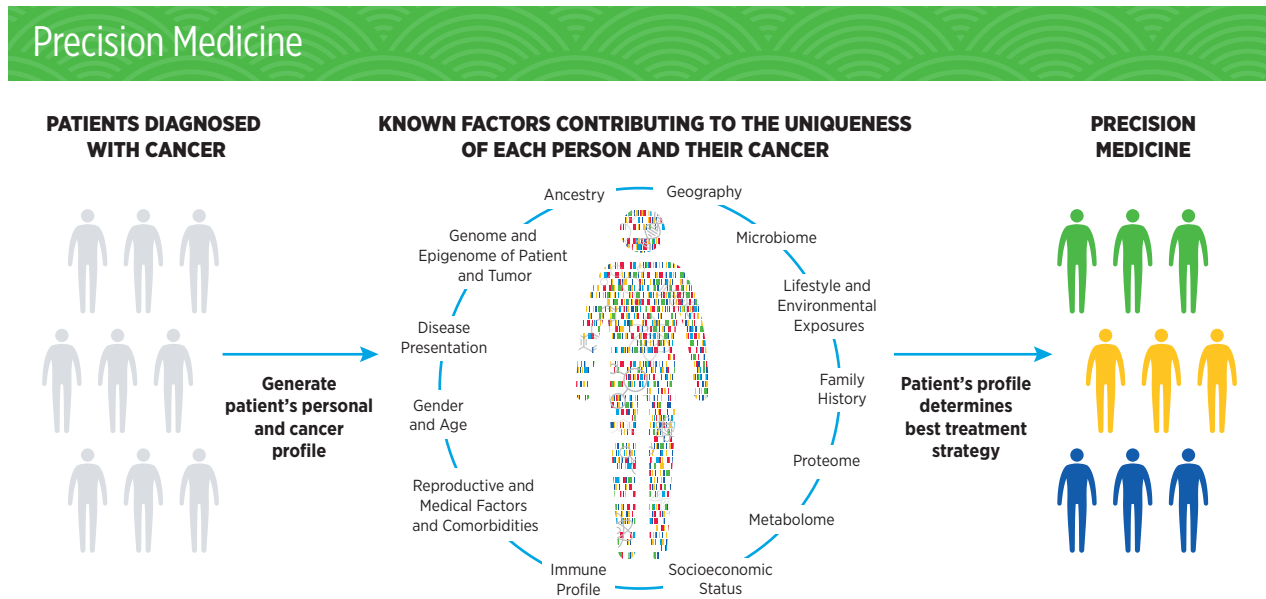 Precision Medicine
PATIENTS DIAGNOSED
WITH CANCER
Generate
patient's personal
and cancer
profile
KNOWN FACTORS CONTRIBUTING TO THE UNIQUENESS
OF EACH PERSON AND THEIR CANCER
Ancestry
Geography
Genome and
Epigenome of Patient
and Tumor
Microbiome
Lifestyle and
Environmental
Exposures
Disease
Presentation
Family
History
Gender
and Age
Proteome
Reproductive and
Medical Factors
and Comorbidities
Metabolome
Immune
Profile
Socioeconomic
Status
Patient's profile
determines
best treatment
strategy
PRECISION
MEDICINE